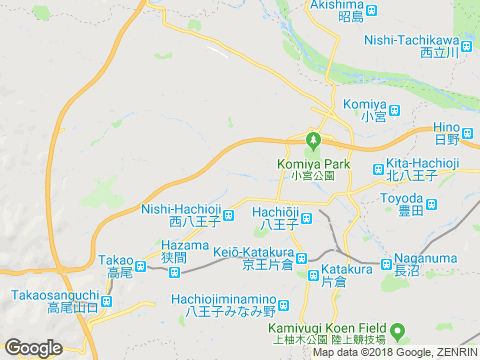 Akishima
昭島
Nishi-Tachikawa
西立川
Komiya
小宮
Hino
日野
Komiya Park
小宮公園
Kita-Hachioji
北八王子
Toyoda
豊田
Nishi-Hachioji
西八王子
Hachiōji
八王子
Hazama
狭間
Takao
高尾
Keiō-Katakura
京王片倉
Naganuma
長沼
Katakura
片倉
Takaosanguchi
高尾山口
Hachiojiminamino
八王子みなみ野
Kamivugi Koen Field
上柚木公園 陸上競技場
Google
Map data ©2018 Google, ZENRIN